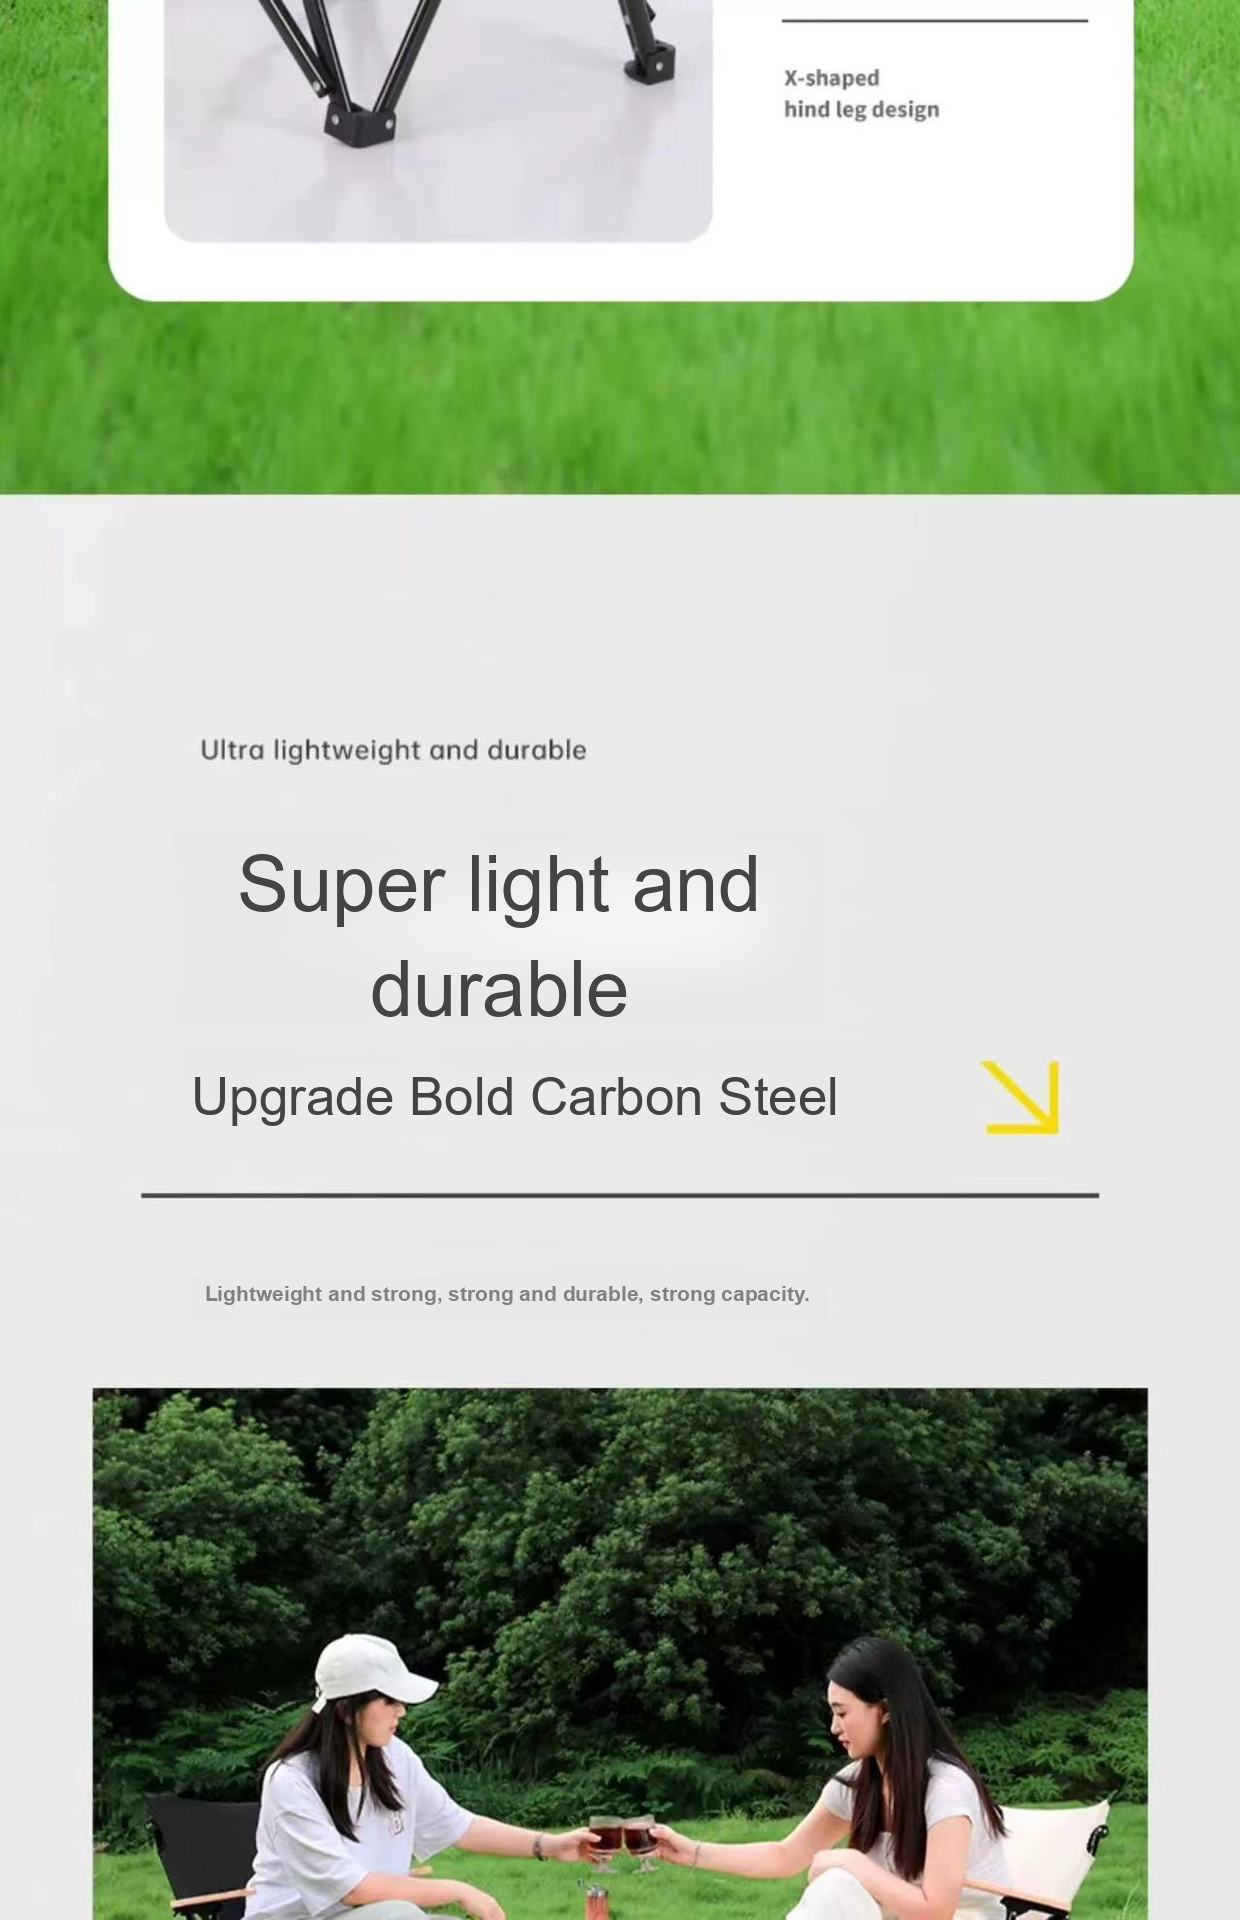 X-shaped
hind leg design
Ultra lightweight and durable
Super light and
durable
Upgrade Bold Carbon Steel
Lightweight and strong, strong and durable, strong capacity.